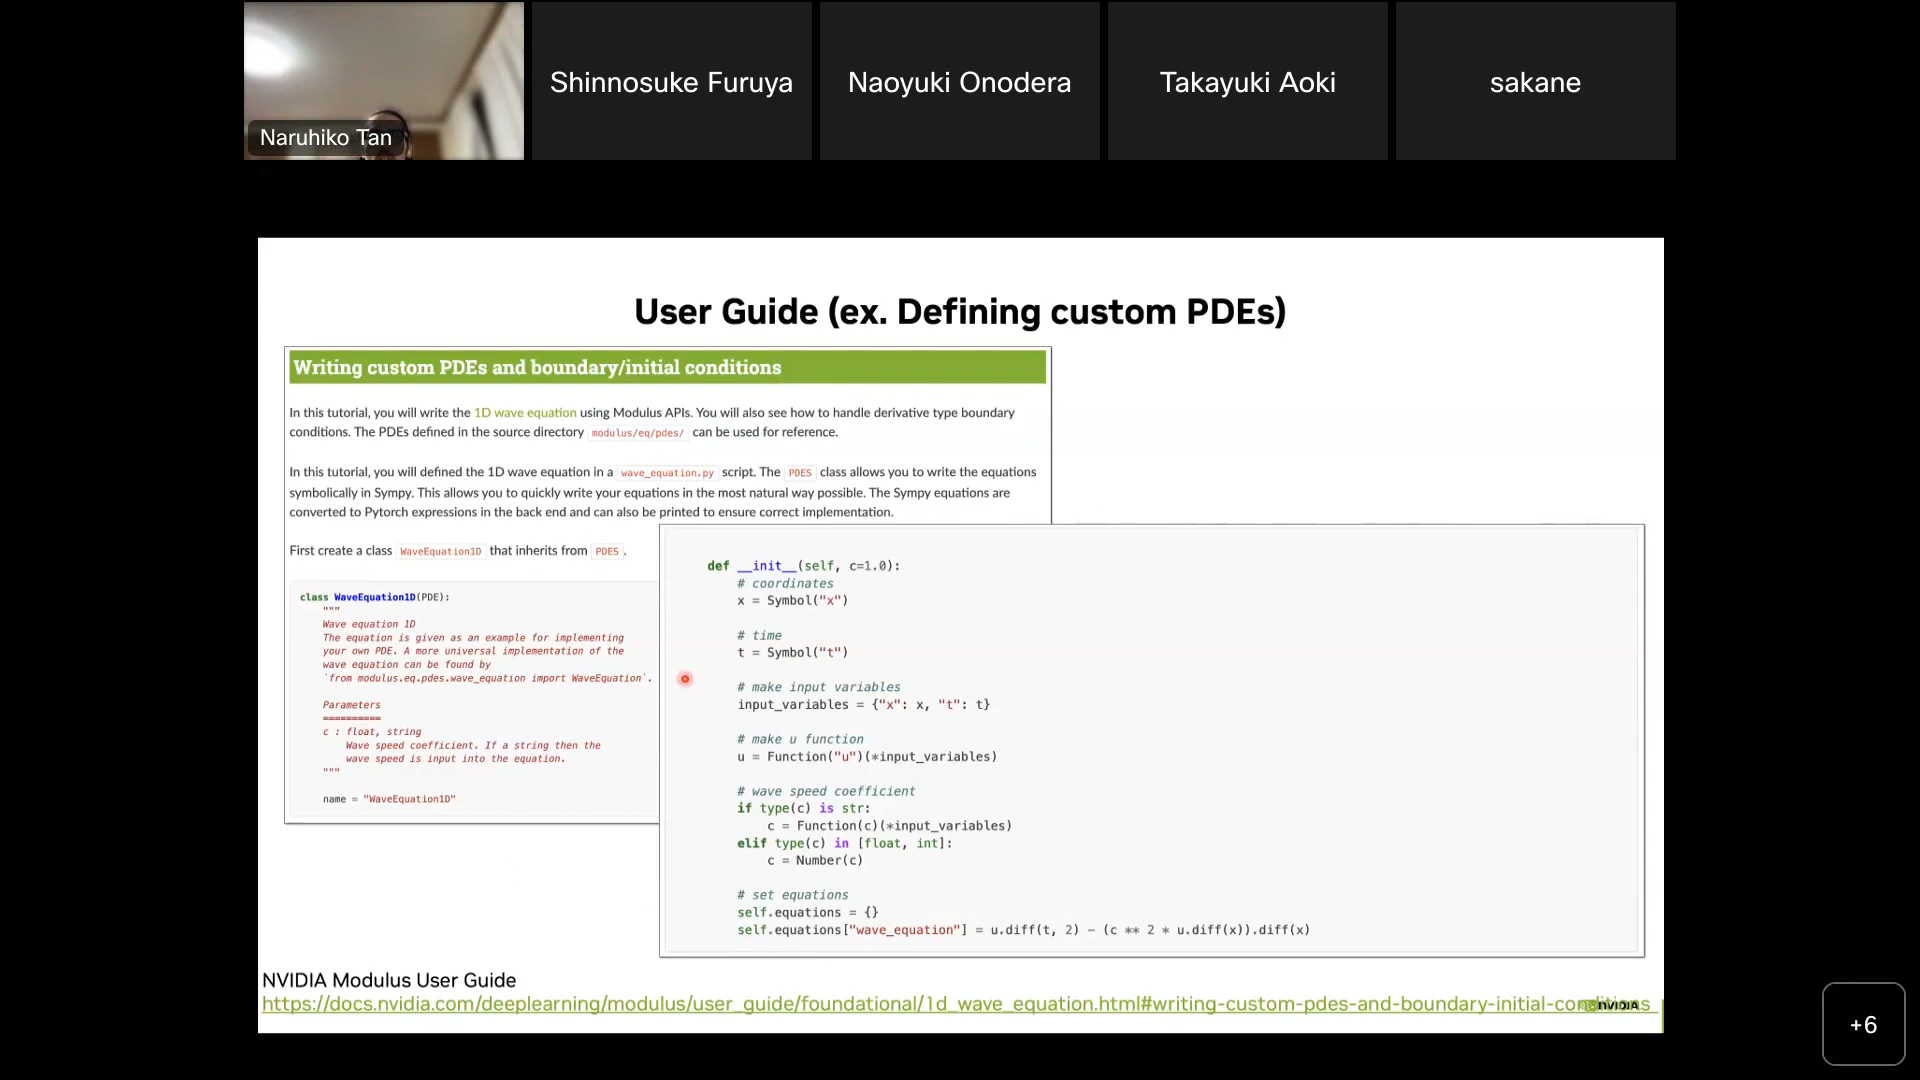 Naruhiko Tan
Shinnosuke Furuya
Naoyuki Onodera
Takayuki Aoki
sakane
User Guide (ex. Defining custom PDEs)
Writing custom PDEs and boundary/initial conditions
In this tutorial, you will write the 1D wave equation using Modulus APIs. You will also see how to handle derivative type boundary
conditions. The PDEs defined in the source directory modulus/eq/pdes/ can be used for reference.
In this tutorial, you will defined the 1D wave equation in a wave_equation.py script. The PDES class allows you to write the equations
symbolically in Sympy. This allows you to quickly write your equations in the most natural way possible. The Sympy equations are
converted to Pytorch expressions in the back end and can also be printed to ensure correct implementation.
First create a class WaveEquation1D that inherits from PDES.
class WaveEquation1D(PDE):
"""
Wave equation 1D
The equation is given as an example for implementing
your own PDE. A more universal implementation of the
wave equation can be found by
`from modulus.eq.pdes.wave_equation import WaveEquation`.
Parameters
==========
c : float, string
Wave speed coefficient. If a string then the
wave speed is input into the equation.
"""
name = "WaveEquation1D"
def __init__(self, c=1.0):
# coordinates
x = Symbol("x")
# time
t = Symbol("t")
# make input variables
input_variables = {"x": x, "t": t}
# make u function
u = Function("u")(*input_variables)
# wave speed coefficient
if type(c) is str:
c = Function(c)(*input_variables)
elif type(c) in [float, int]:
c = Number(c)
# set equations
self.equations = {}
self.equations["wave_equation"] = u.diff(t, 2) - (c ** 2 * u.diff(x)).diff(x)
NVIDIA Modulus User Guide
https://docs.nvidia.com/deeplearning/modulus/user_guide/foundational/1d_wave_equation.html#writing-custom-pdes-and-boundary-initial-conditions
NVIDIA
+6